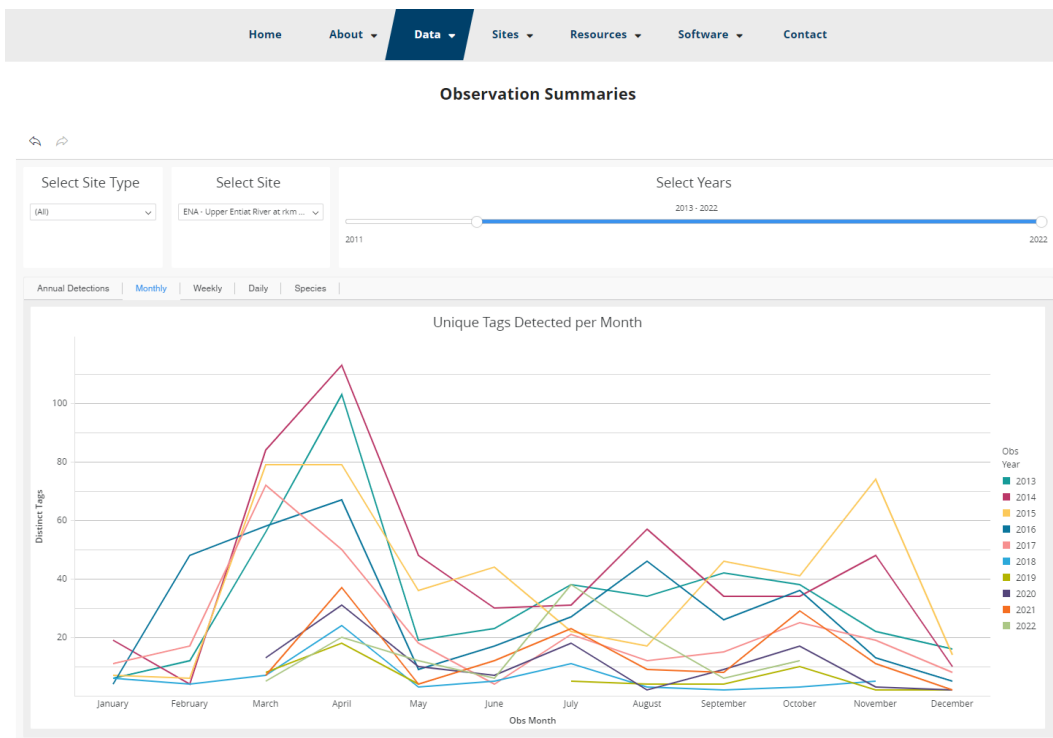 Home About Data Sites Resources Software Contact
Observation Summaries
Select Site Type
(All)
Select Site
ENA - Upper Entiat River at rkm ...
Select Years
2013 - 2022
2011 2022
Annual Detections Monthly Weekly Daily Species
Unique Tags Detected per Month
Distinct Tags
100
80
60
40
20
January February March April May June July August September October November December
Obs Month
Obs
Year
2013
2014
2015
2016
2017
2018
2019
2020
2021
2022